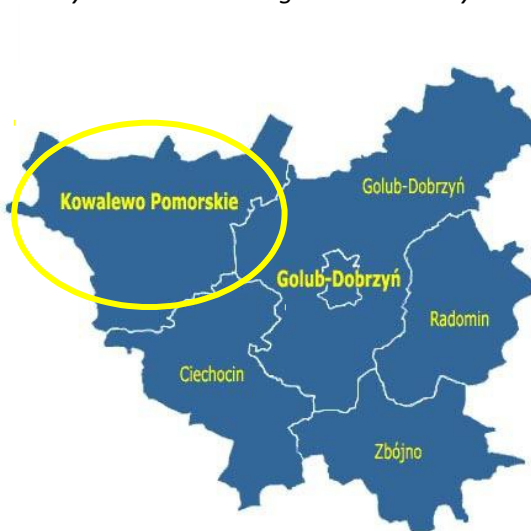 Golub-Dobrzyń
Kowalewo Pomorskie
Golub-Dobrzyń
Radomin
Ciechocin
Zbójno